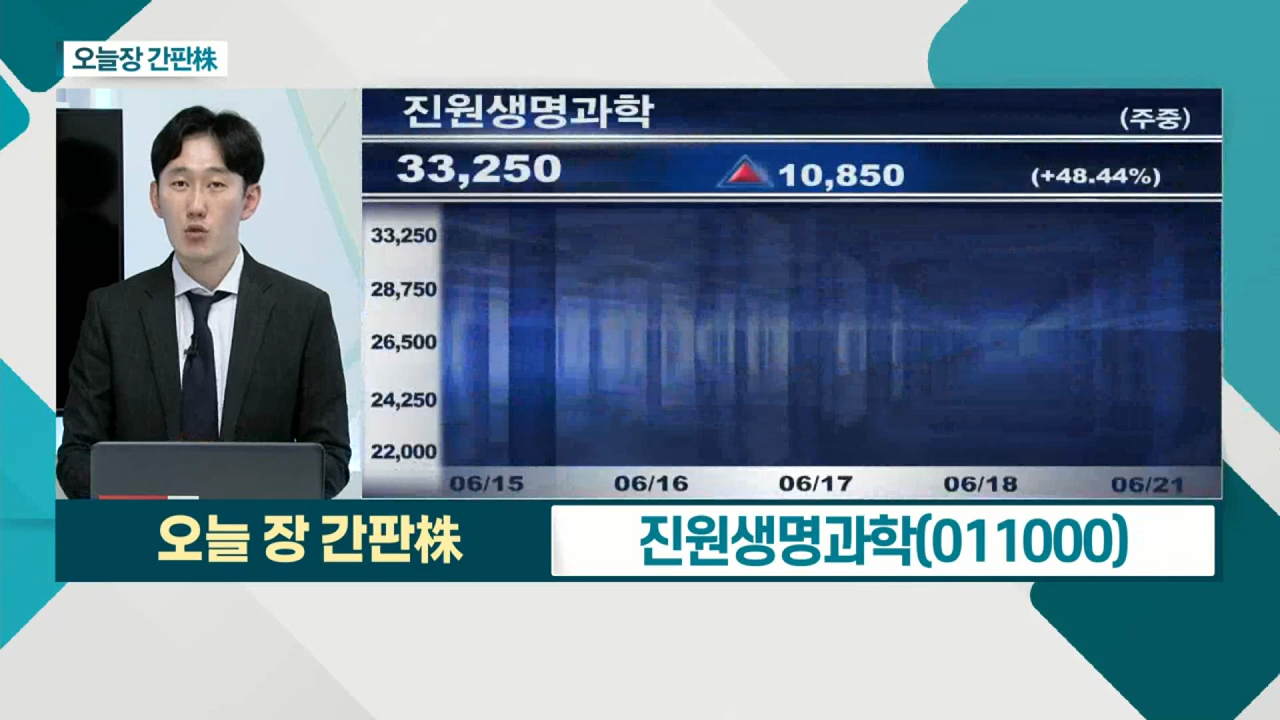 오늘장 간판株
진원생명과학
(주중)
33,250
10,850
(+48.44%)
33,250
28,750
26,500
24,250
22,000
06/15
06/16
06/17
06/18
06/21
오늘 장 간판株
진원생명과학(011000)